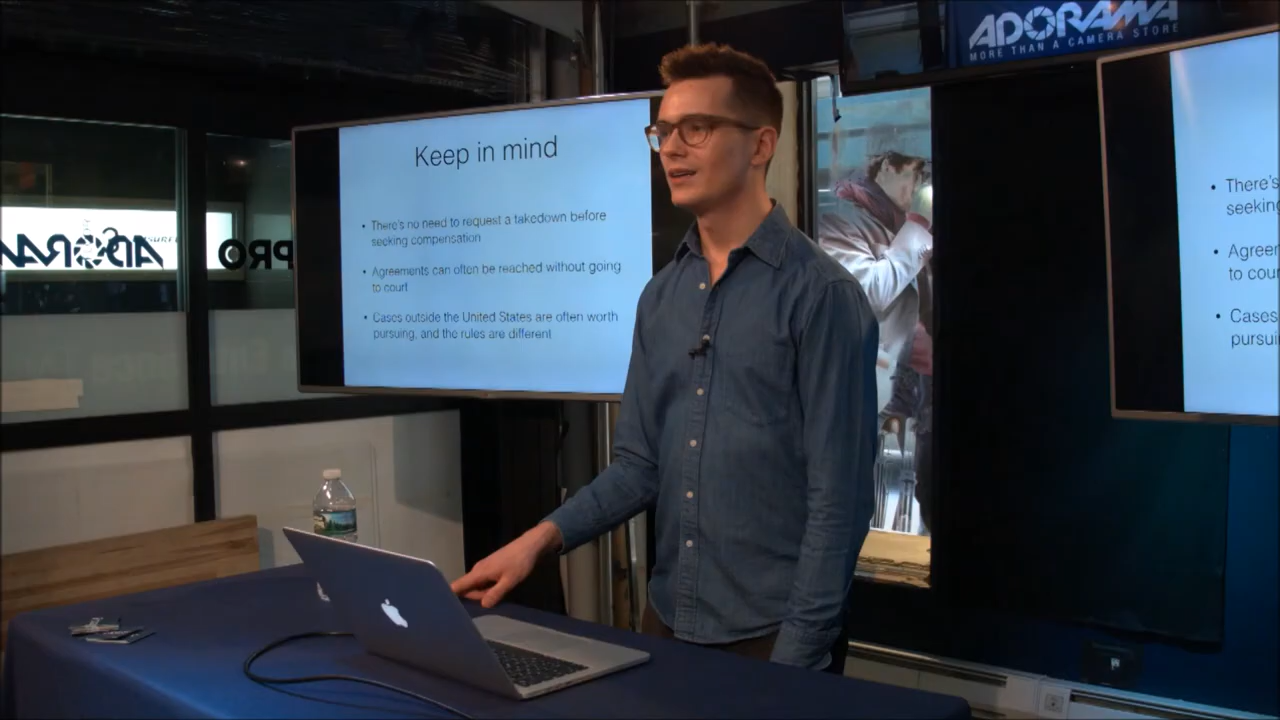 ADORAMA
MORE THAN A CAMERA STORE
Keep in mind
• There's no need to request a takedown before
seeking compensation
• Agreements can often be reached without going
to court
• Cases outside the United States are often worth
pursuing, and the rules are different
• There's
seeking
• Agreer
to cour
• Cases
pursui
ADORAMA
PRO